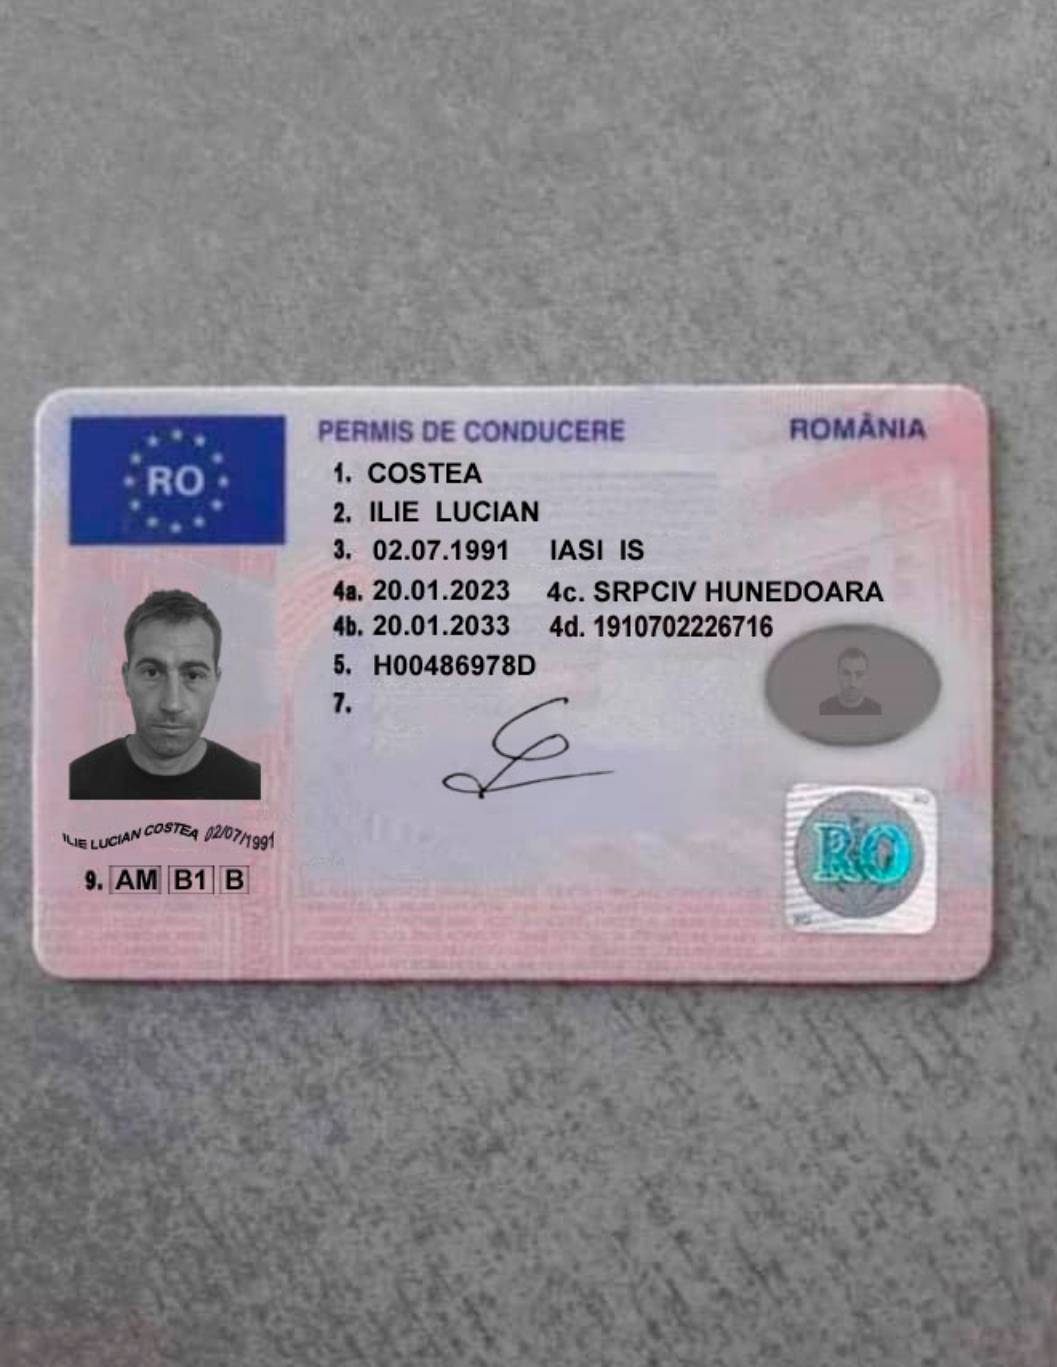 RO
PERMIS DE CONDUCERE ROMÂNIA
1. COSTEA
2. ILIE LUCIAN
3. 02.07.1991 IASI IS
4a. 20.01.2023 4c. SRPCIV HUNEDOARA
4b. 20.01.2033 4d. 1910702226716
5. H00486978D
7.
ILIE LUCIAN COSTEA 02/07/1991
9. AM B1 B
RO